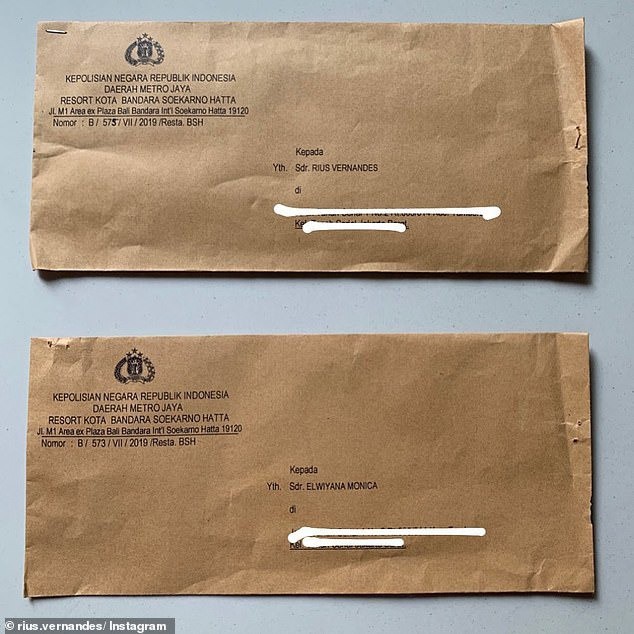 KEPOLISIAN NEGARA REPUBLIK INDONESIA
DAERAH METRO JAYA
RESORT KOTA BANDARA SOEKARNO HATTA
Jl. M1 Area ex Plaza Bali Bandara Int'l Soekarno Hatta 19120
Nomor : B / 575/ VII / 2019 /Resta. BSH
Kepada
Yth. Sdr. RIUS VERNANDES
di
KEPOLISIAN NEGARA REPUBLIK INDONESIA
DAERAH METRO JAYA
RESORT KOTA BANDARA SOEKARNO HATTA
Jl. M1 Area ex Plaza Bali Bandara Int'l Soekarno Hatta 19120
Nomor : B / 573 / VII / 2019 /Resta. BSH
Kepada
Yth. Sdr. ELWIYANA MONICA
di
© rius.vernandes/ Instagram